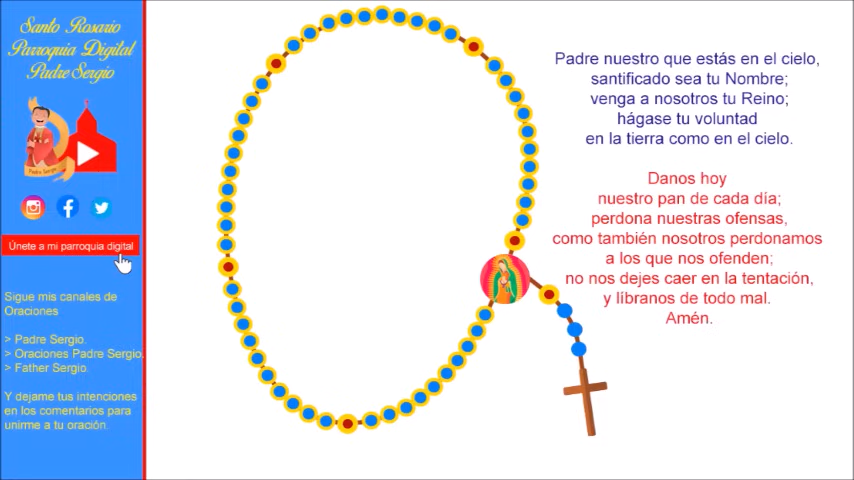 Santo Rosario
Parroquia Digital
Padre Sergio
Padre Sergio
Únete a mi parroquia digital
Sigue mis canales de
Oraciones
> Padre Sergio.
> Oraciones Padre Sergio.
> Father Sergio.
Y dejame tus intenciones
en los comentarios para
unirme a tu oración.
Padre nuestro que estás en el cielo,
santificado sea tu Nombre;
venga a nosotros tu Reino;
hágase tu voluntad
en la tierra como en el cielo.
Danos hoy
nuestro pan de cada día;
perdona nuestras ofensas,
como también nosotros perdonamos
a los que nos ofenden;
no nos dejes caer en la tentación,
y líbranos de todo mal.
Amén.